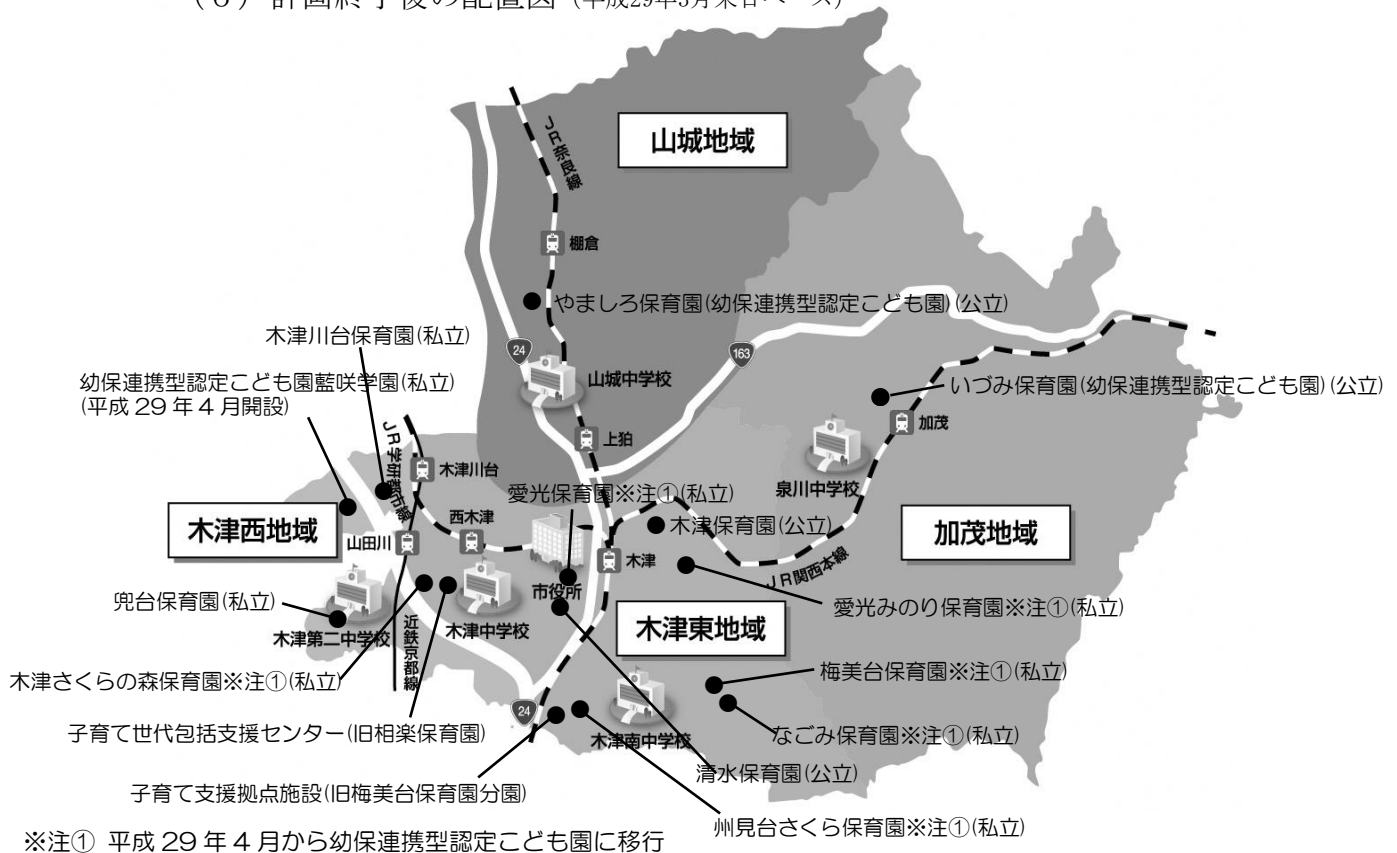 (6) 計画終了後の配置図 (平成29年3月末日ベース)
山城地域
JR奈良線
棚倉
やましろ保育園(幼保連携型認定こども園)(公立)
木津川台保育園(私立)
24
163
山城中学校
幼保連携型認定こども園藍咲学園(私立)
(平成 29 年 4 月開設)
いづみ保育園(幼保連携型認定こども園)(公立)
加茂
JR学研都市線
上狛
木津川台
泉川中学校
愛光保育園※注①(私立)
木津西地域
西木津
木津保育園(公立)
加茂地域
山田川
木津
JR関西本線
市役所
兜台保育園(私立)
愛光みのり保育園※注①(私立)
木津第二中学校
木津中学校
木津東地域
近鉄京都線
木津さくらの森保育園※注①(私立)
梅美台保育園※注①(私立)
24
子育て世代包括支援センター(旧相楽保育園)
木津南中学校
なごみ保育園※注①(私立)
清水保育園(公立)
子育て支援拠点施設(旧梅美台保育園分園)
州見台さくら保育園※注①(私立)
※注① 平成 29 年 4 月から幼保連携型認定こども園に移行